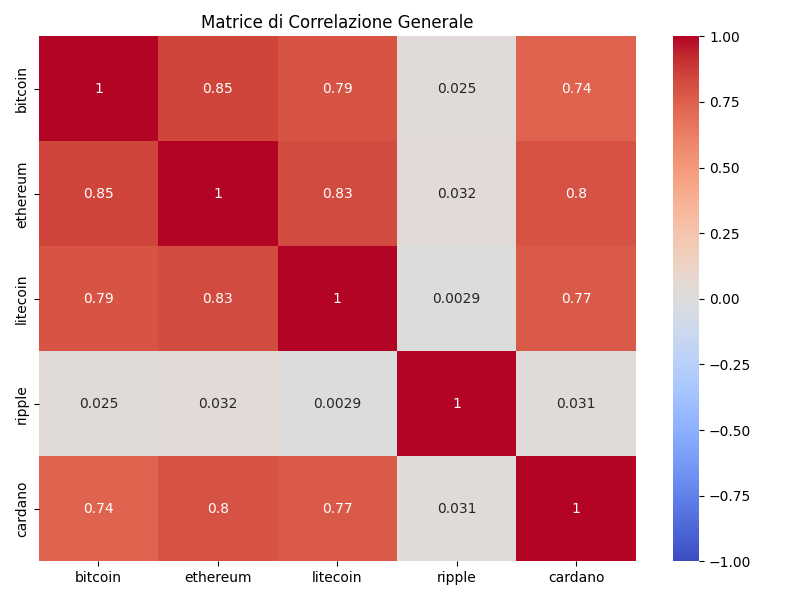 Matrice di Correlazione Generale
bitcoin 1 0.85 0.79 0.025 0.74
ethereum 0.85 1 0.83 0.032 0.8
litecoin 0.79 0.83 1 0.0029 0.77
ripple 0.025 0.032 0.0029 1 0.031
cardano 0.74 0.8 0.77 0.031 1
bitcoin ethereum litecoin ripple cardano
1.00
0.75
0.50
0.25
0.00
−0.25
−0.50
−0.75
−1.00